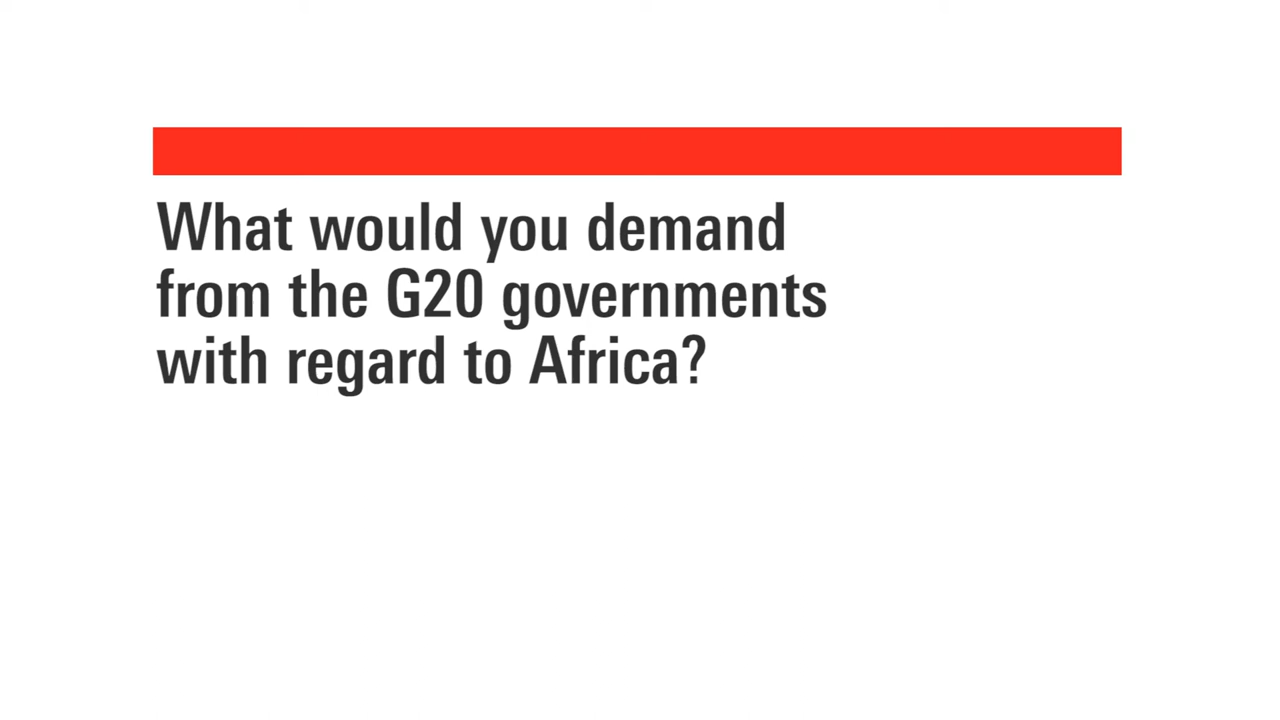 What would you demand
from the G20 governments
with regard to Africa?